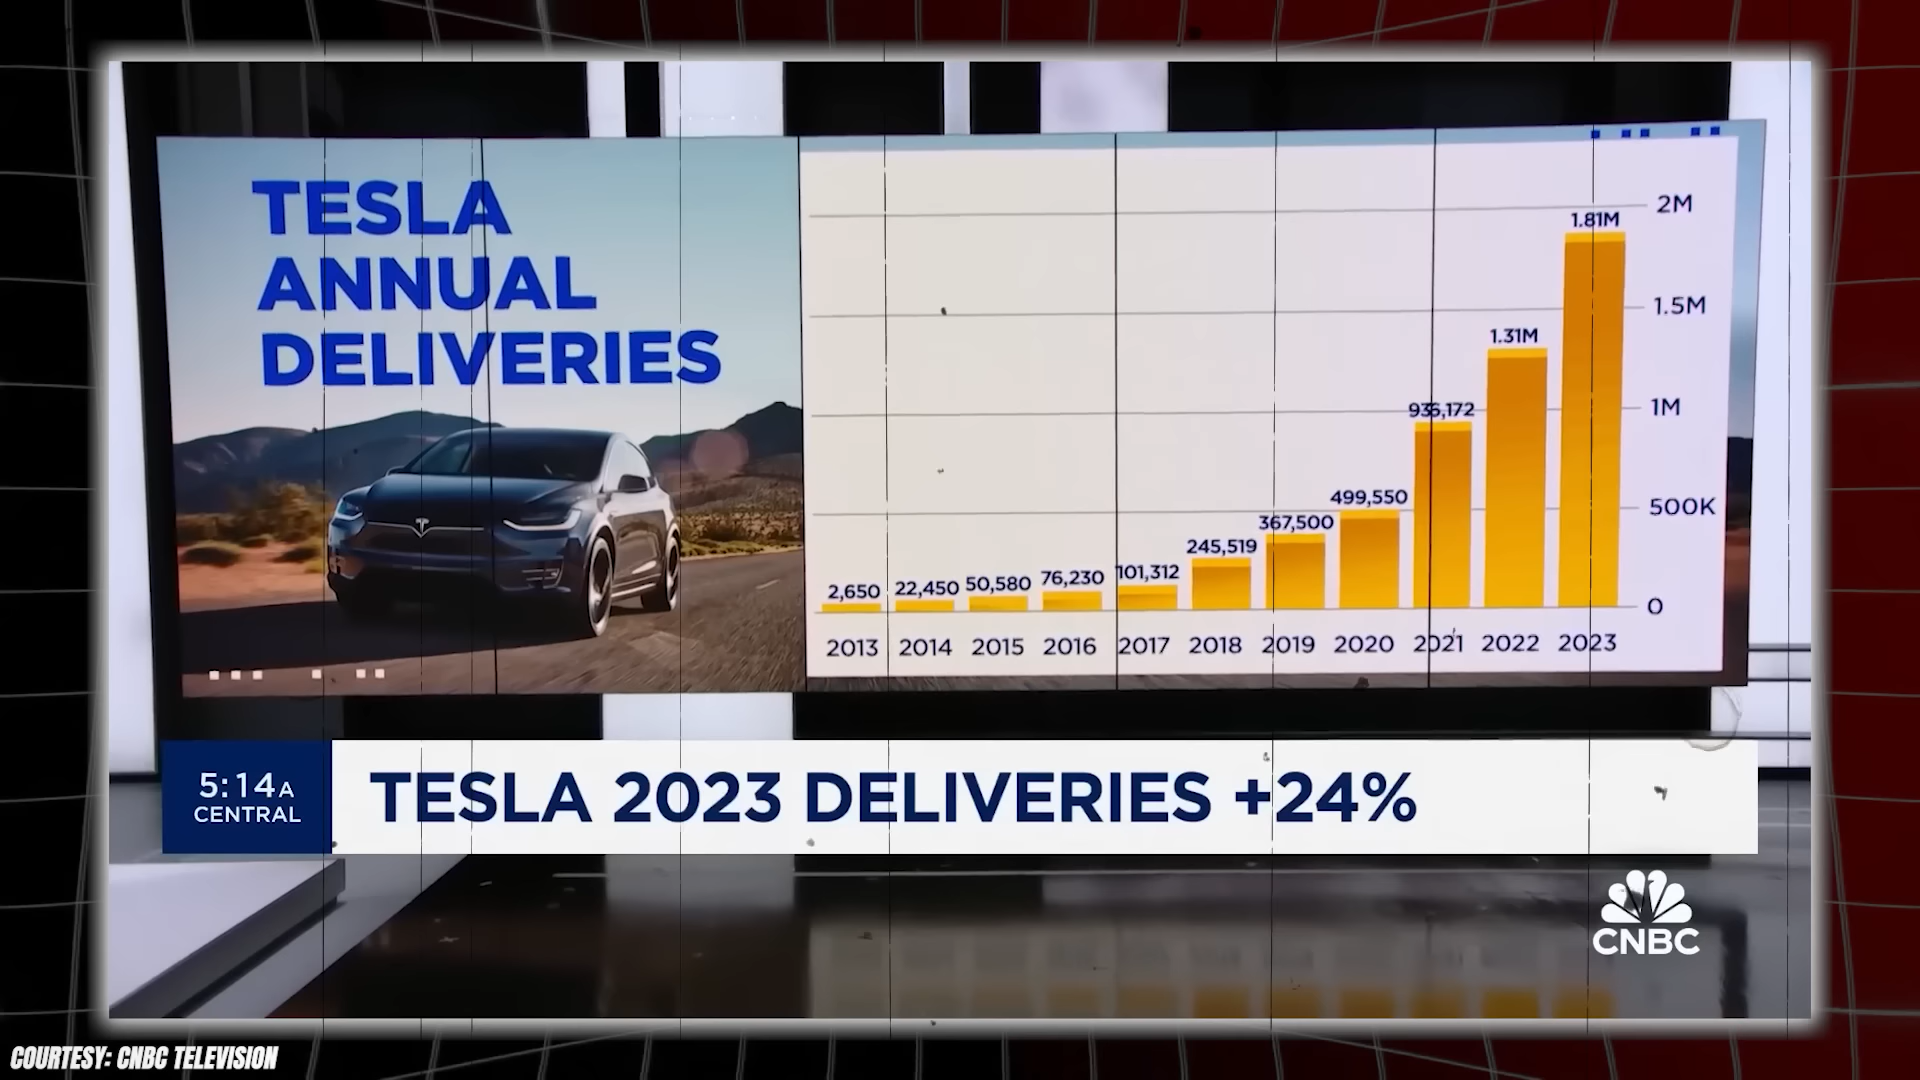 TESLA
ANNUAL
DELIVERIES
2M
1.81M
1.5M
1.31M
1M
936,172
500K
499,550
367,500
245,519
2,650 22,450 50,580 76,230 101,312
0
2013 2014 2015 2016 2017 2018 2019 2020 2021 2022 2023
5:14A
CENTRAL
TESLA 2023 DELIVERIES +24%
CNBC
COURTESY: CNBC TELEVISION